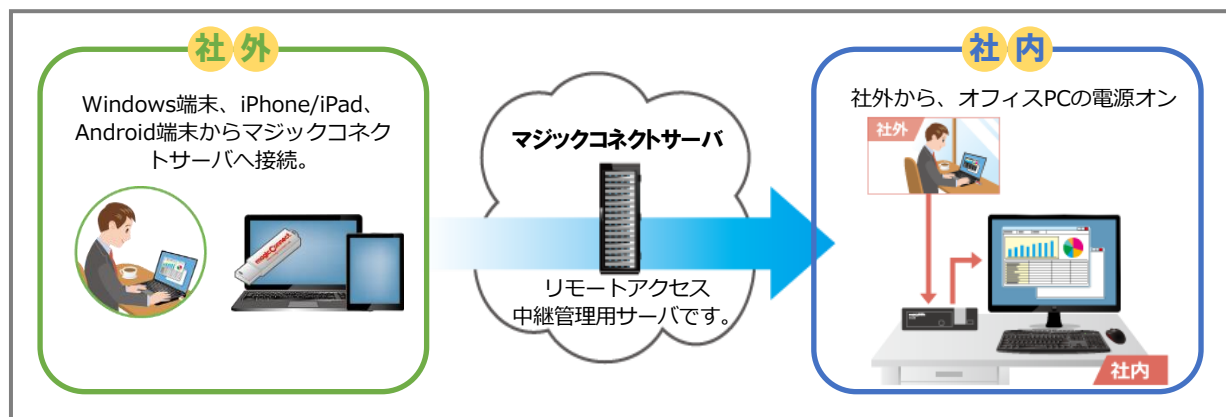 社外
Windows端末、iPhone/iPad、
Android端末からマジックコネク
トサーバへ接続。
magicConnect
マジックコネクトサーバ
リモートアクセス
中継管理用サーバです。
社内
社外から、オフィスPCの電源オン
社外
社内